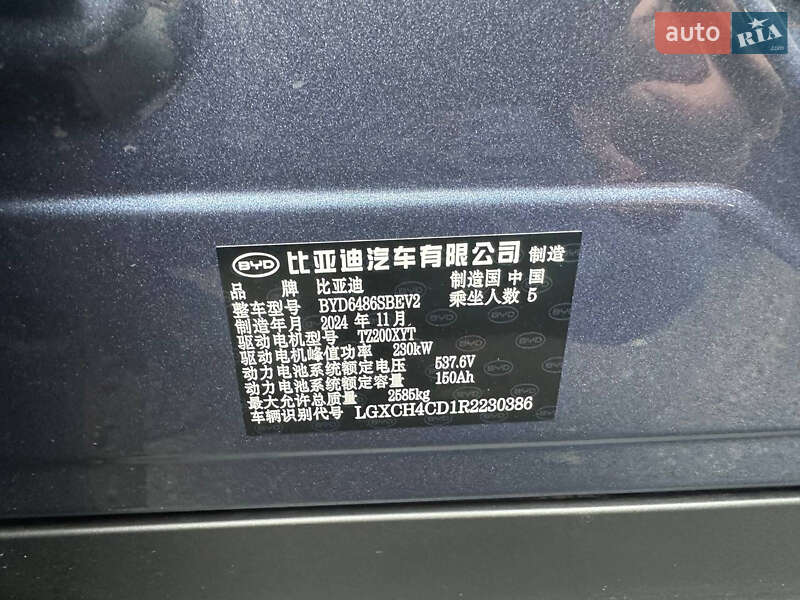 auto RIA .com
BYD 比亚迪汽车有限公司 制造
品牌 比亚迪 制造国 中国
整车型号 BYD6486SBEV2 乘坐人数 5
制造年月 2024 年 11 月
驱动电机型号 TZ200XYT
驱动电机峰值功率 230kW
动力电池系统额定电压 537.6V
动力电池系统额定容量 150Ah
最大允许总质量 2585kg
车辆识别代号 LGXCH4CD1R2230386